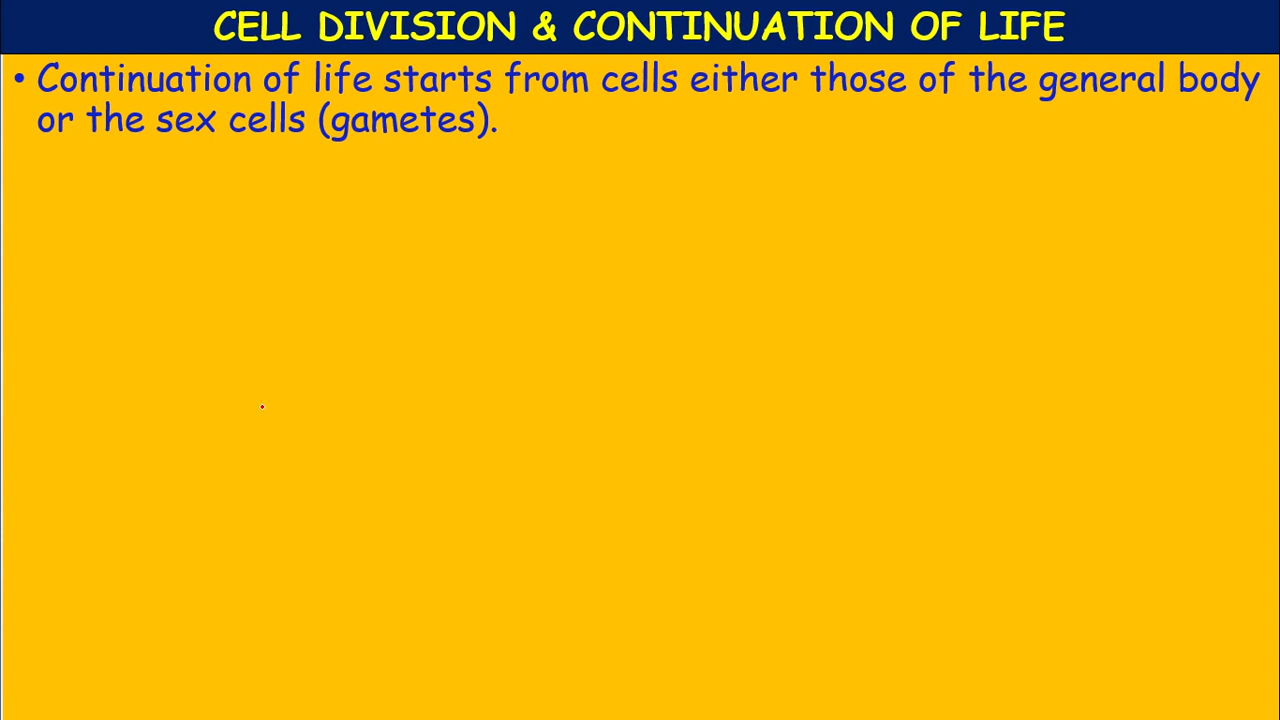 CELL DIVISION & CONTINUATION OF LIFE
• Continuation of life starts from cells either those of the general body
or the sex cells (gametes).